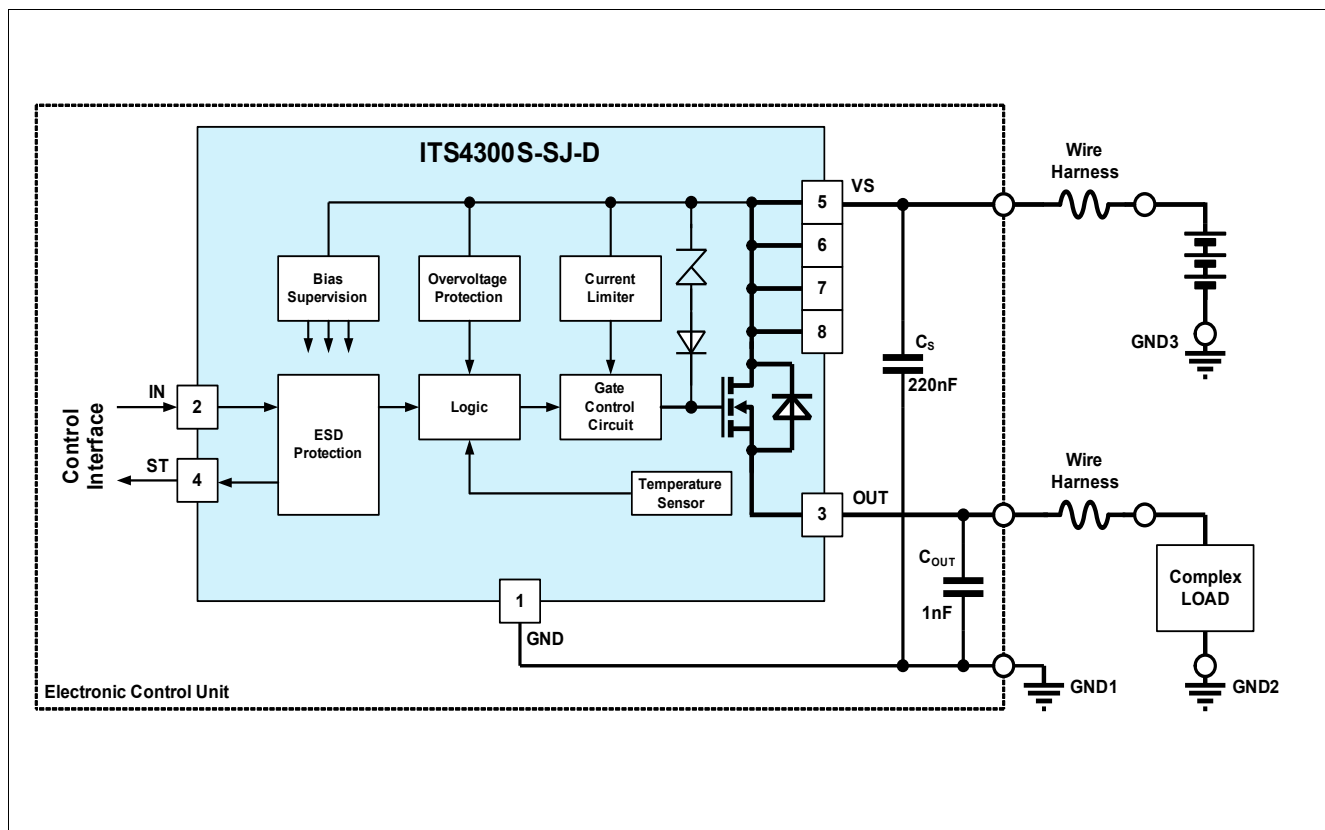 ITS4300S-SJ-D
VS
Wire
Harness
5
6
7
8
Bias
Supervision
Overvoltage
Protection
Current
Limiter
GND3
CS
220nF
Control
Interface
IN
2
ST
4
ESD
Protection
Logic
Gate
Control
Circuit
Temperature
Sensor
OUT
3
Wire
Harness
COUT
1nF
Complex
LOAD
1
GND
Electronic Control Unit
GND1
GND2